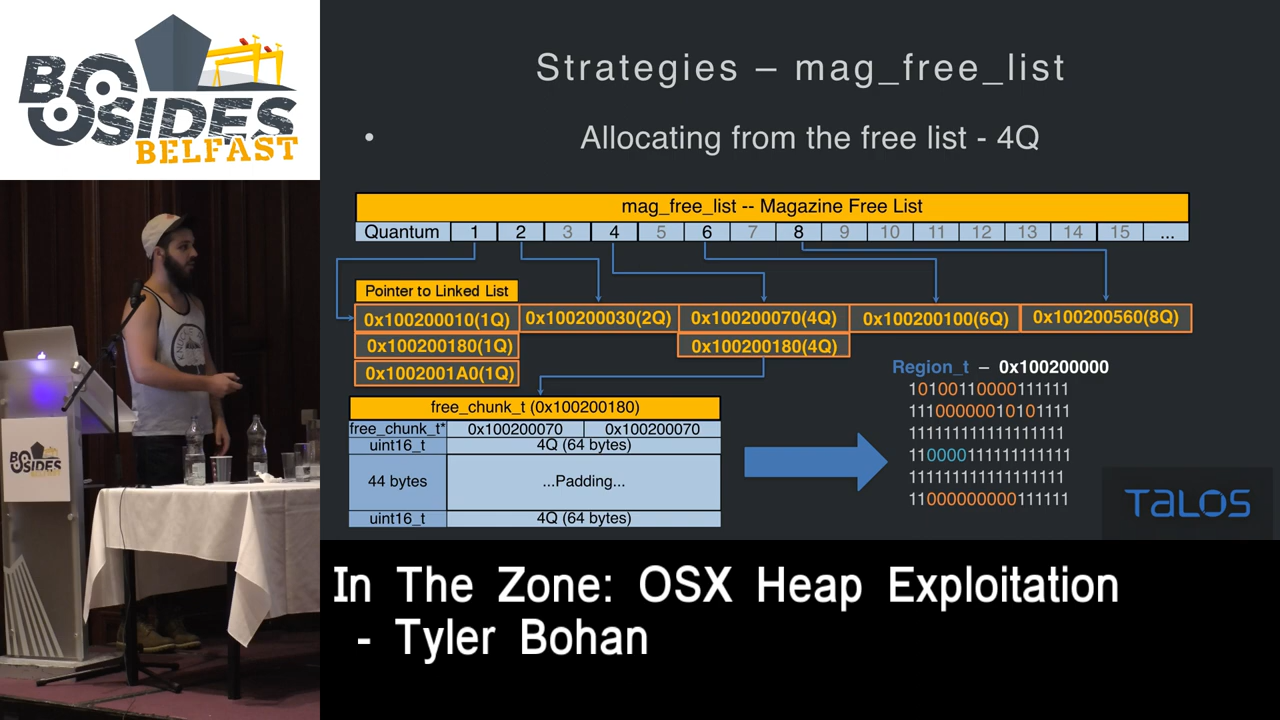 BSIDES
BELFAST
Strategies – mag_free_list
• Allocating from the free list - 4Q
mag_free_list -- Magazine Free List
Quantum 1 2 3 4 5 6 7 8 9 10 11 12 13 14 15 ...
Pointer to Linked List
0x100200010(1Q) 0x100200030(2Q) 0x100200070(4Q) 0x100200100(6Q) 0x100200560(8Q)
0x100200180(1Q) 0x100200180(4Q)
0x1002001A0(1Q)
Region_t – 0x100200000
1010011000011111
11100000010101111
11111111111111111
11000011111111111
11111111111111111
11000000000111111
free_chunk_t (0x100200180)
free_chunk_t* 0x100200070 0x100200070
uint16_t 4Q (64 bytes)
44 bytes ...Padding...
uint16_t 4Q (64 bytes)
TALOS
BSIDES
In The Zone: OSX Heap Exploitation
- Tyler Bohan